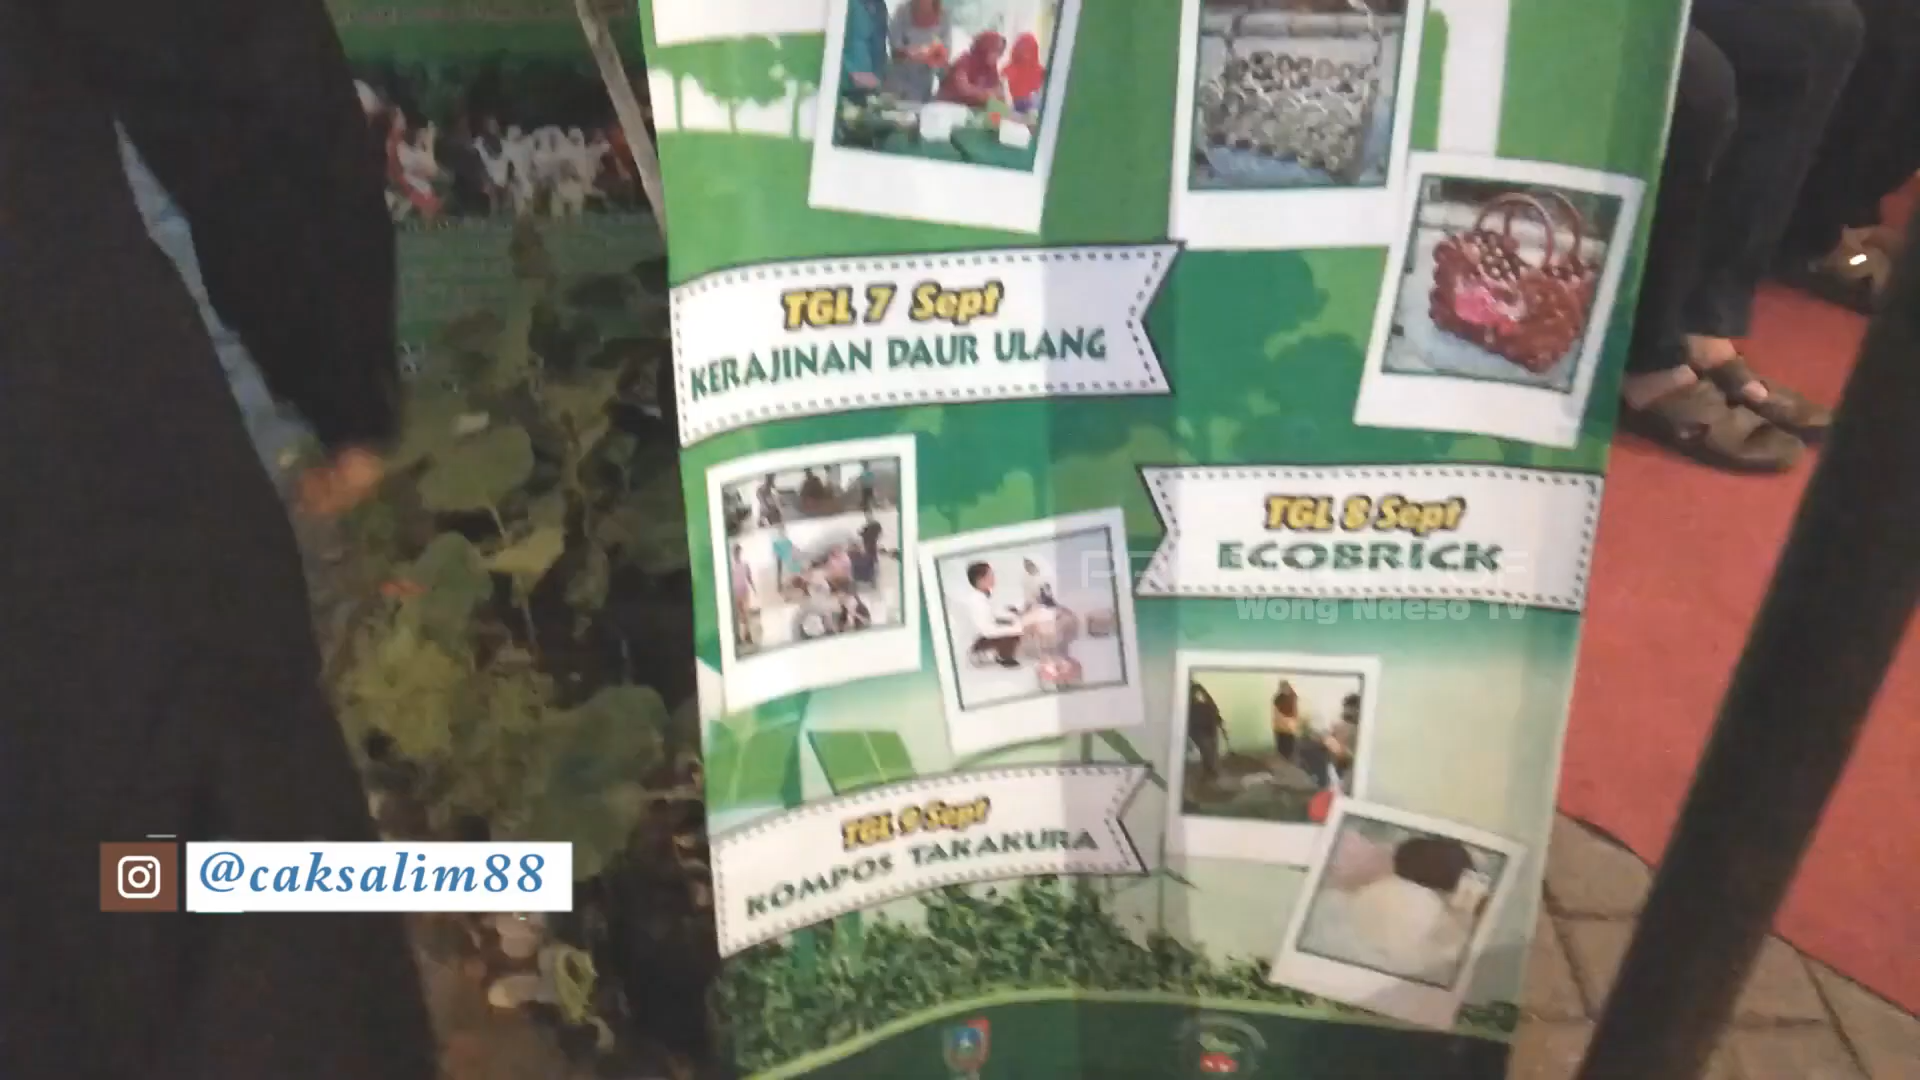 TGL 7 Sept
KERAJINAN DAUR ULANG
TGL 8 Sept
ECOBRICK
Wong Ndeso TV
TGL 9 Sept
KOMPOS TAKAKURA
@caksalim88